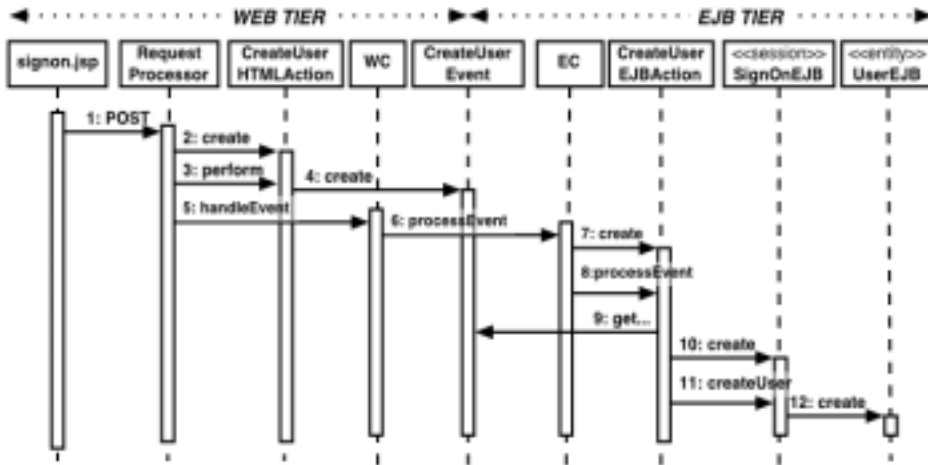 WEB TIER
EJB TIER
signon.jsp
Request
Processor
CreateUser
HTMLAction
WC
CreateUser
Event
EC
CreateUser
EJBAction
<<session>>
SignOnEJB
<<entity>>
UserEJB
1: POST
2: create
3: perform
4: create
5: handleEvent
6: processEvent
7: create
8:processEvent
9: get...
10: create
11: createUser
12: create